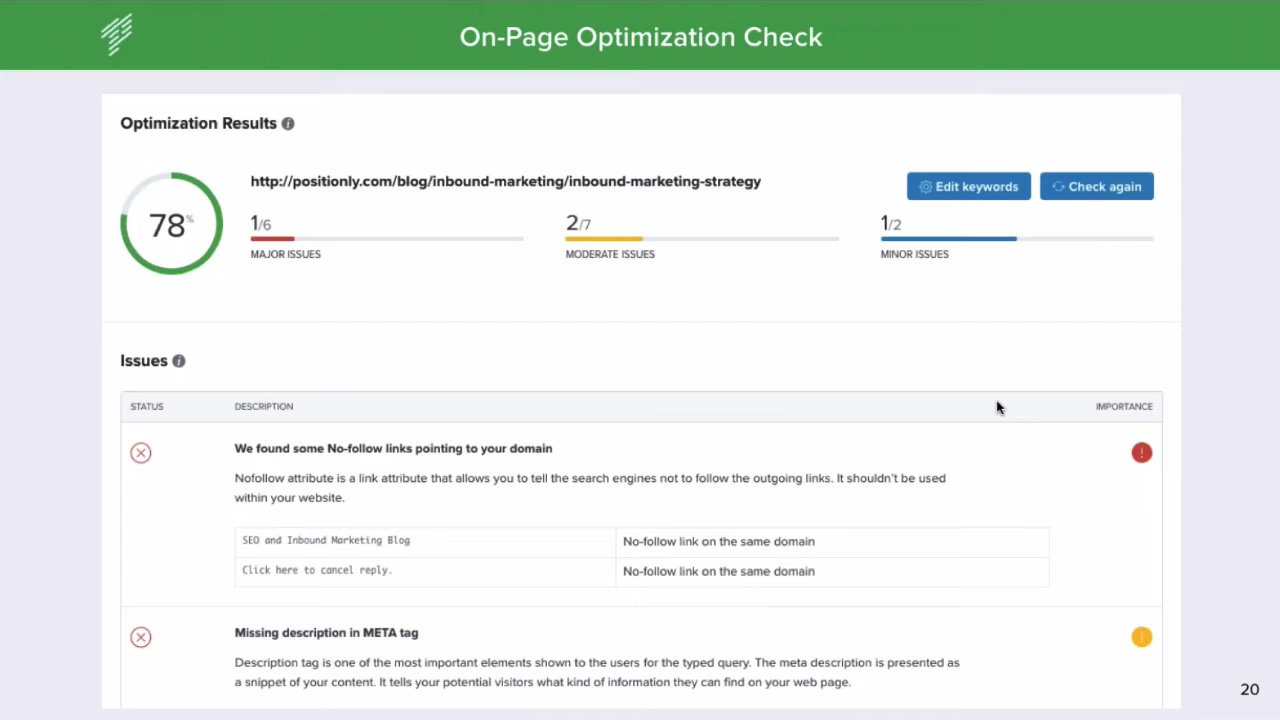 On-Page Optimization Check
Optimization Results
78%
http://positionly.com/blog/inbound-marketing/inbound-marketing-strategy
Edit keywords
Check again
1/6
MAJOR ISSUES
2/7
MODERATE ISSUES
1/2
MINOR ISSUES
Issues
STATUS DESCRIPTION IMPORTANCE
We found some No-follow links pointing to your domain
Nofollow attribute is a link attribute that allows you to tell the search engines not to follow the outgoing links. It shouldn't be used
within your website.
SEO and Inbound Marketing Blog No-follow link on the same domain
Click here to cancel reply. No-follow link on the same domain
Missing description in META tag
Description tag is one of the most important elements shown to the users for the typed query. The meta description is presented as
a snippet of your content. It tells your potential visitors what kind of information they can find on your web page.
20